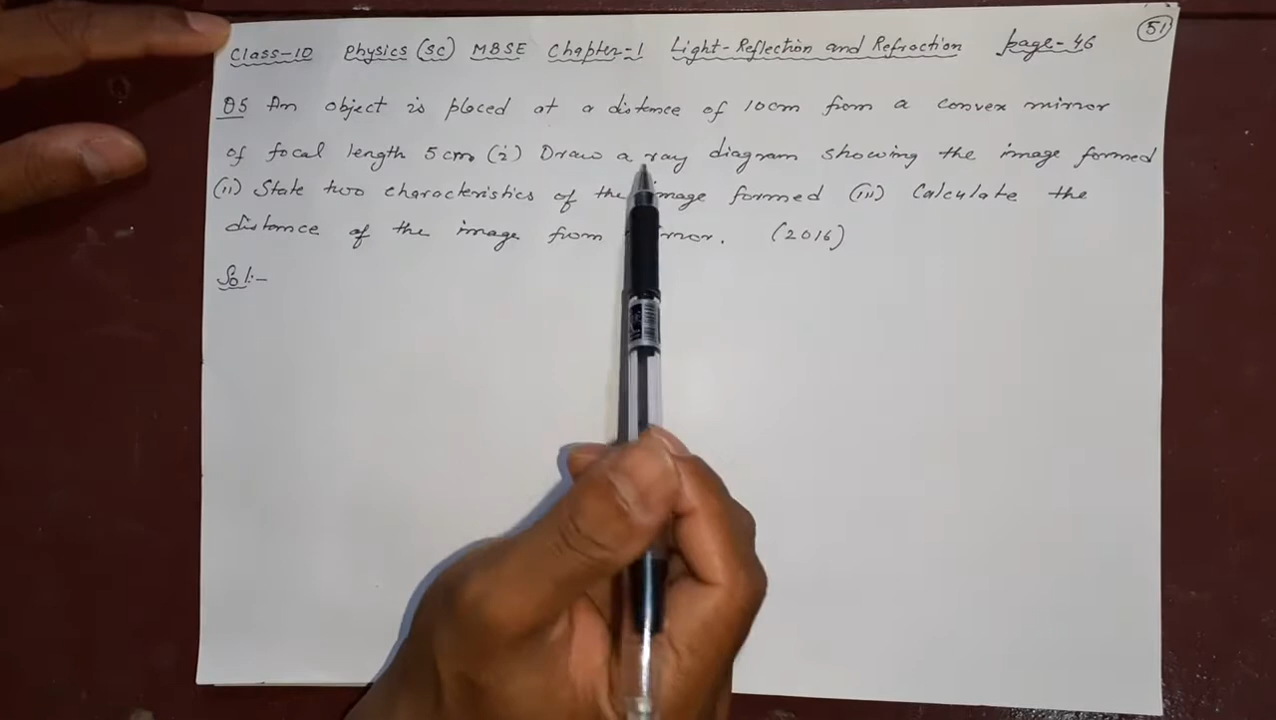 Class-10 Physics (SC) MBSE Chapter-1 Light-Reflection and Refraction page-46
51
Q5 An object is placed at a distance of 10cm from a convex mirror
of focal length 5cm (i) Draw a ray diagram showing the image formed
(ii) State two characteristics of the image formed (iii) Calculate the
distance of the image from mirror. (2016)
Sol:-